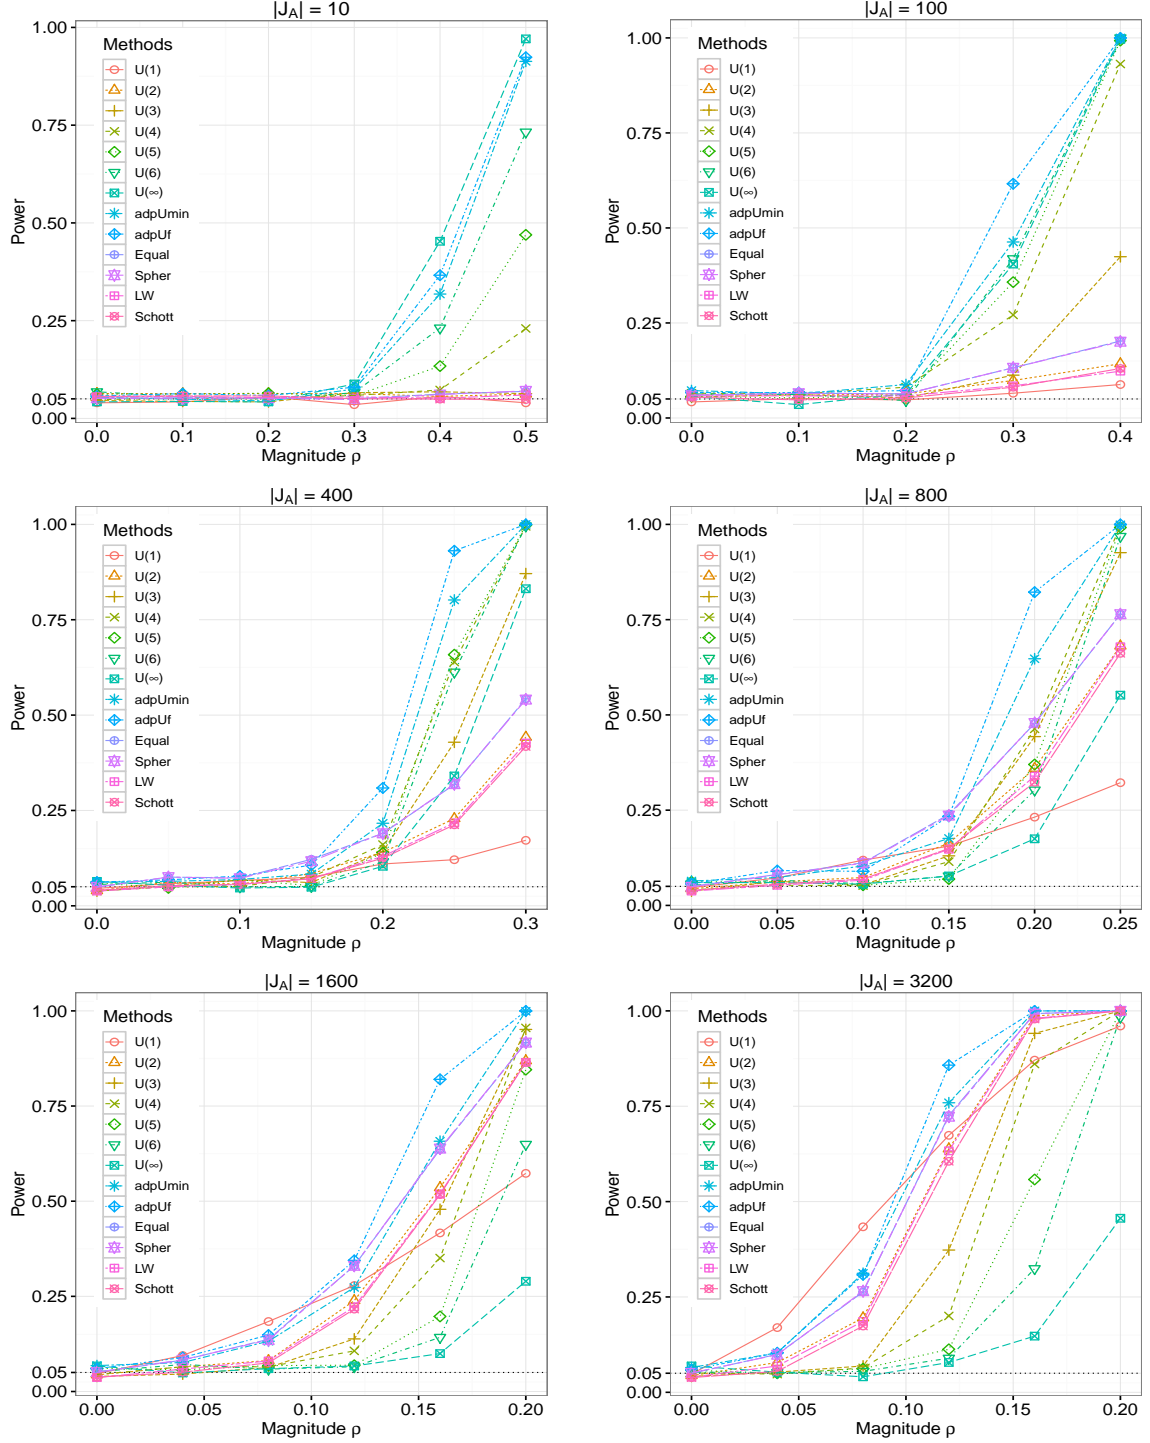 |J_A| = 10
Power
1.00
0.75
0.50
0.25
0.05
0.00
Methods
U(1)
U(2)
U(3)
U(4)
U(5)
U(6)
U(∞)
adpUmin
adpUf
Equal
Spher
LW
Schott
0.0 0.1 0.2 0.3 0.4 0.5
Magnitude ρ
|J_A| = 100
Power
1.00
0.75
0.50
0.25
0.05
0.00
Methods
U(1)
U(2)
U(3)
U(4)
U(5)
U(6)
U(∞)
adpUmin
adpUf
Equal
Spher
LW
Schott
0.0 0.1 0.2 0.3 0.4
Magnitude ρ
|J_A| = 400
Power
1.00
0.75
0.50
0.25
0.05
0.00
Methods
U(1)
U(2)
U(3)
U(4)
U(5)
U(6)
U(∞)
adpUmin
adpUf
Equal
Spher
LW
Schott
0.0 0.1 0.2 0.3
Magnitude ρ
|J_A| = 800
Power
1.00
0.75
0.50
0.25
0.05
0.00
Methods
U(1)
U(2)
U(3)
U(4)
U(5)
U(6)
U(∞)
adpUmin
adpUf
Equal
Spher
LW
Schott
0.00 0.05 0.10 0.15 0.20 0.25
Magnitude ρ
|J_A| = 1600
Power
1.00
0.75
0.50
0.25
0.05
0.00
Methods
U(1)
U(2)
U(3)
U(4)
U(5)
U(6)
U(∞)
adpUmin
adpUf
Equal
Spher
LW
Schott
0.00 0.05 0.10 0.15 0.20
Magnitude ρ
|J_A| = 3200
Power
1.00
0.75
0.50
0.25
0.05
0.00
Methods
U(1)
U(2)
U(3)
U(4)
U(5)
U(6)
U(∞)
adpUmin
adpUf
Equal
Spher
LW
Schott
0.00 0.05 0.10 0.15 0.20
Magnitude ρ